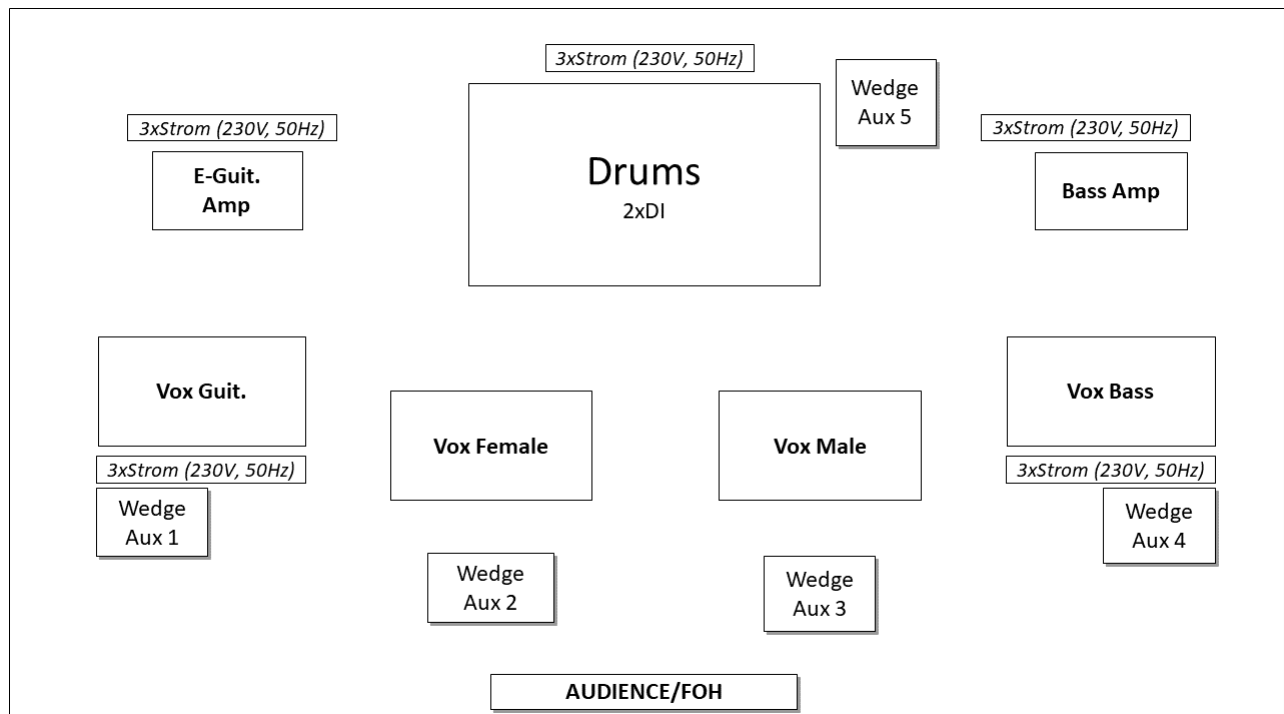 3xStrom (230V, 50Hz)
Wedge
Aux 5
3xStrom (230V, 50Hz)
3xStrom (230V, 50Hz)
E-Guit.
Amp
Drums
2xDI
Bass Amp
Vox Guit.
Vox Female
Vox Male
Vox Bass
3xStrom (230V, 50Hz)
3xStrom (230V, 50Hz)
Wedge
Aux 1
Wedge
Aux 2
Wedge
Aux 3
Wedge
Aux 4
AUDIENCE/FOH